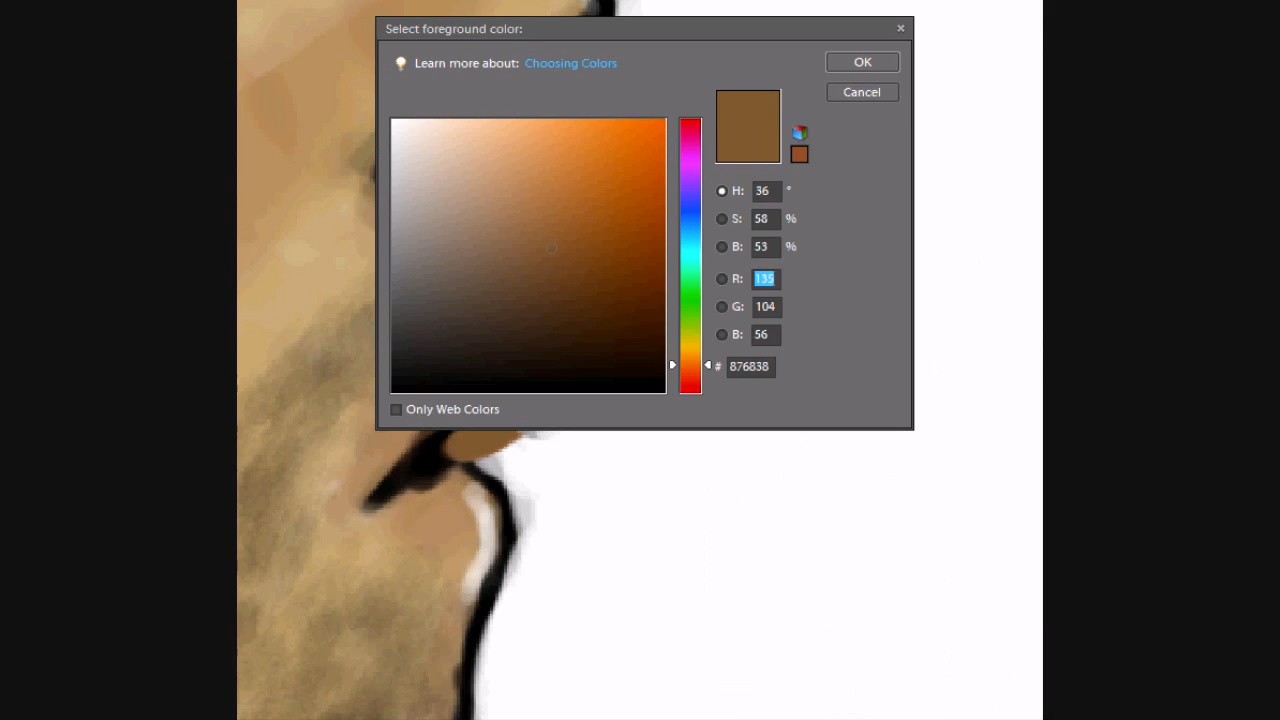 Select foreground color:
Learn more about: Choosing Colors
OK
Cancel
H: 36 °
S: 58 %
B: 53 %
R: 135
G: 104
B: 56
# 876838
Only Web Colors